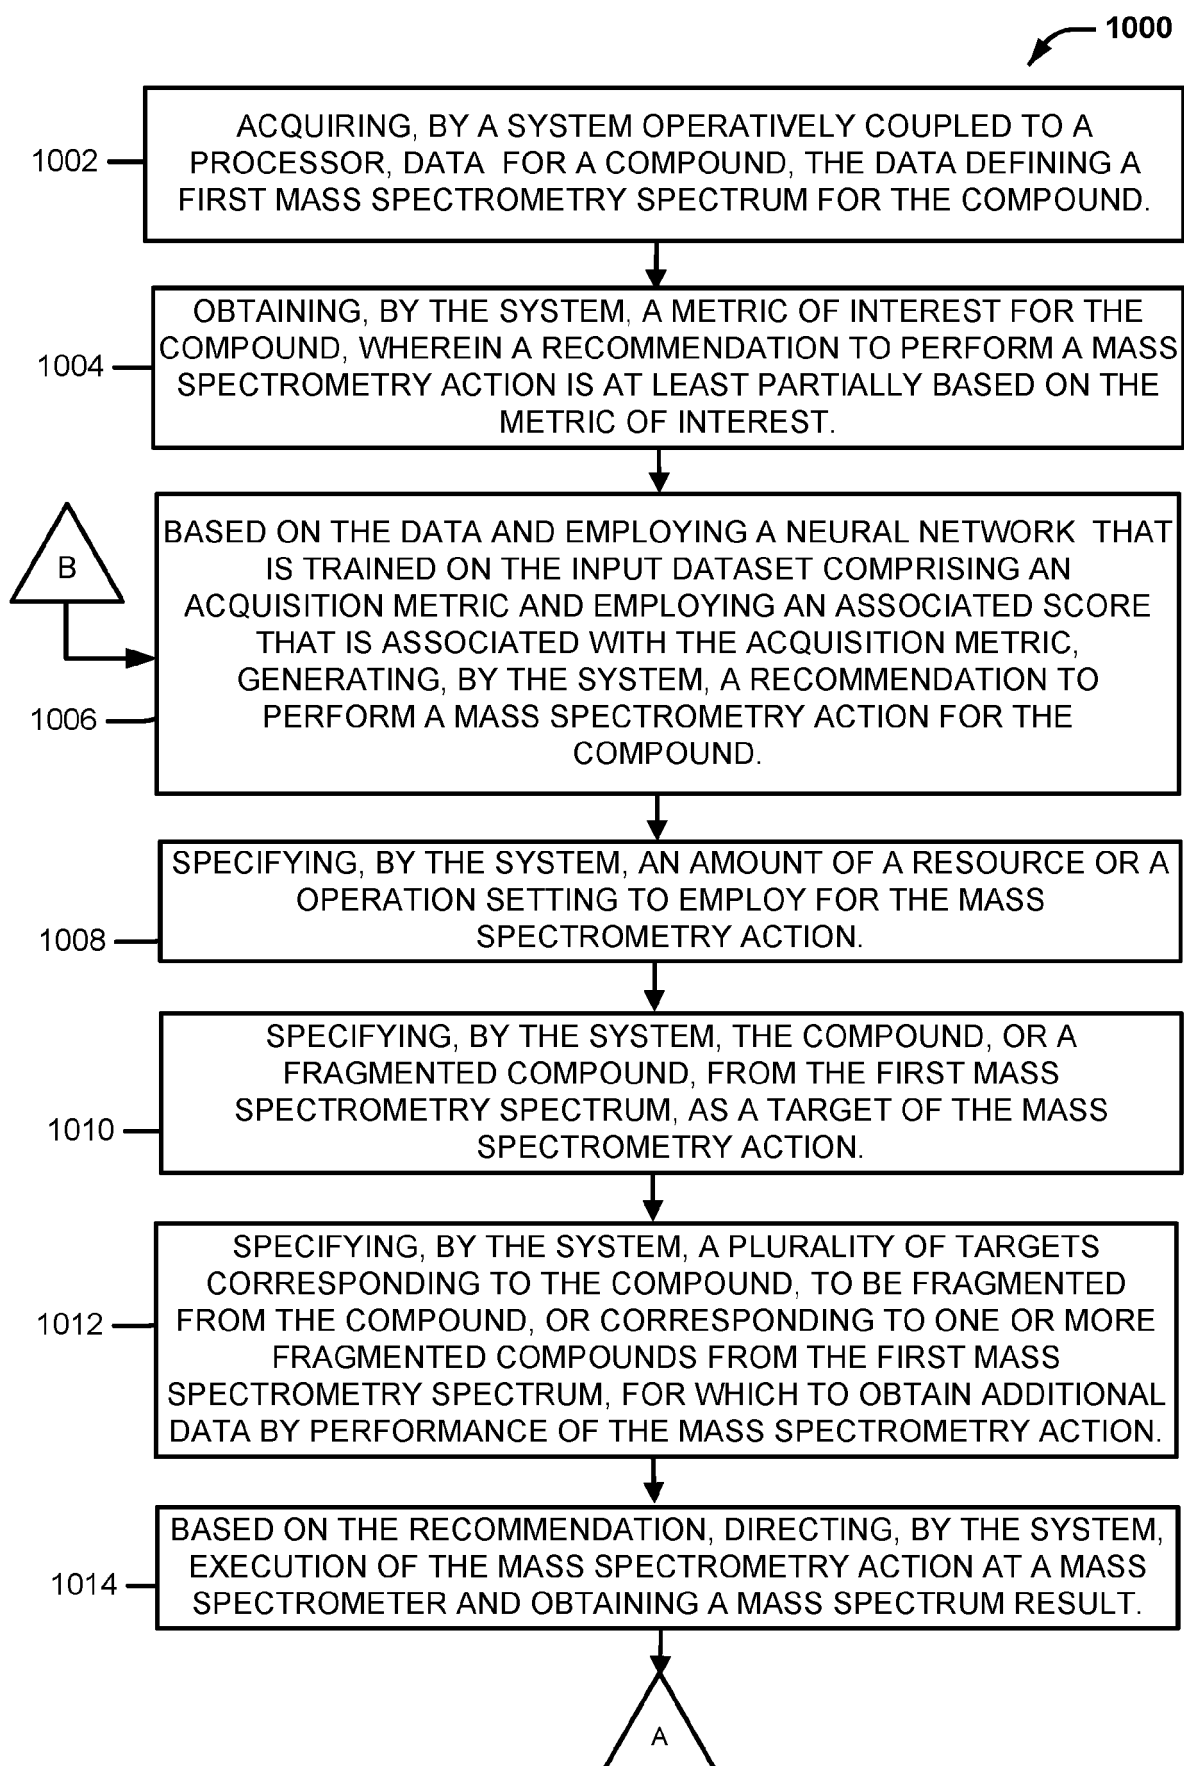 1000
1002
ACQUIRING, BY A SYSTEM OPERATIVELY COUPLED TO A
PROCESSOR, DATA FOR A COMPOUND, THE DATA DEFINING A
FIRST MASS SPECTROMETRY SPECTRUM FOR THE COMPOUND.
1004
OBTAINING, BY THE SYSTEM, A METRIC OF INTEREST FOR THE
COMPOUND, WHEREIN A RECOMMENDATION TO PERFORM A MASS
SPECTROMETRY ACTION IS AT LEAST PARTIALLY BASED ON THE
METRIC OF INTEREST.
B
1006
BASED ON THE DATA AND EMPLOYING A NEURAL NETWORK THAT
IS TRAINED ON THE INPUT DATASET COMPRISING AN
ACQUISITION METRIC AND EMPLOYING AN ASSOCIATED SCORE
THAT IS ASSOCIATED WITH THE ACQUISITION METRIC,
GENERATING, BY THE SYSTEM, A RECOMMENDATION TO
PERFORM A MASS SPECTROMETRY ACTION FOR THE
COMPOUND.
1008
SPECIFYING, BY THE SYSTEM, AN AMOUNT OF A RESOURCE OR A
OPERATION SETTING TO EMPLOY FOR THE MASS
SPECTROMETRY ACTION.
1010
SPECIFYING, BY THE SYSTEM, THE COMPOUND, OR A
FRAGMENTED COMPOUND, FROM THE FIRST MASS
SPECTROMETRY SPECTRUM, AS A TARGET OF THE MASS
SPECTROMETRY ACTION.
1012
SPECIFYING, BY THE SYSTEM, A PLURALITY OF TARGETS
CORRESPONDING TO THE COMPOUND, TO BE FRAGMENTED
FROM THE COMPOUND, OR CORRESPONDING TO ONE OR MORE
FRAGMENTED COMPOUNDS FROM THE FIRST MASS
SPECTROMETRY SPECTRUM, FOR WHICH TO OBTAIN ADDITIONAL
DATA BY PERFORMANCE OF THE MASS SPECTROMETRY ACTION.
1014
BASED ON THE RECOMMENDATION, DIRECTING, BY THE SYSTEM,
EXECUTION OF THE MASS SPECTROMETRY ACTION AT A MASS
SPECTROMETER AND OBTAINING A MASS SPECTRUM RESULT.
A